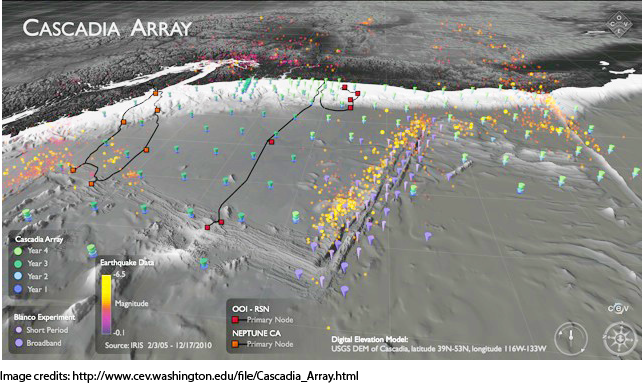 CASCADIA ARRAY
Cascadia Array
Year 4
Year 3
Year 2
Year 1
Blanco Experiment
Short Period
Broadband
Earthquake Data
-6.5
Magnitude
-0.1
Source: IRIS 2/3/05 - 12/17/2010
OOI - RSN
Primary Node
NEPTUNE CA
Primary Node
Digital Elevation Model:
USGS DEM of Cascadia, latitude 39N-53N, longitude 116W-133W
Image credits: http://www.cev.washington.edu/file/Cascadia_Array.html